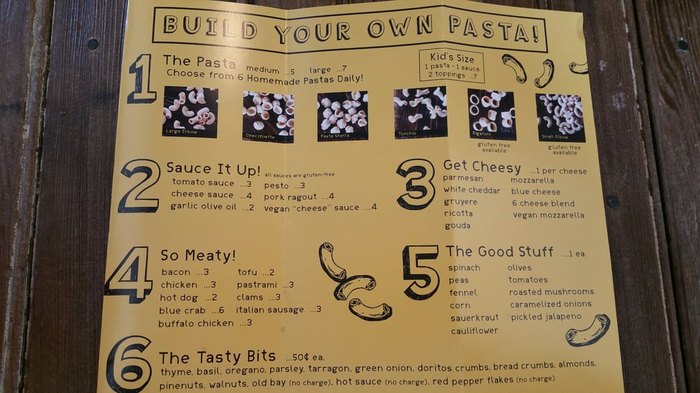 BUILD YOUR OWN PASTA!
1 The Pasta medium ...5 large ...7
Choose from 6 Homemade Pastas Daily!
Kid's Size
1 pasta - 1 sauce
2 toppings ...7
Large Elbow
Orecchiette
Pasta Shells
Torchio
Rigatoni
Small Elbow
gluten free
available
gluten free
available
2 Sauce It Up! all sauces are gluten-free
tomato sauce ...3 pesto ...3
cheese sauce ...4 pork ragout ...4
garlic olive oil ...2 vegan "cheese" sauce ...4
3 Get Cheesy ...1 per cheese
parmesan mozzarella
white cheddar blue cheese
gruyere 6 cheese blend
ricotta vegan mozzarella
gouda
4 So Meaty!
bacon ...3 tofu ...2
chicken ...3 pastrami ...3
hot dog ...2 clams ...3
blue crab ...6 italian sausage ...3
buffalo chicken ...3
5 The Good Stuff ...1 ea.
spinach olives
peas tomatoes
fennel roasted mushrooms
corn caramelized onions
sauerkraut pickled jalapeno
cauliflower
6 The Tasty Bits ...50¢ ea.
thyme, basil, oregano, parsley, tarragon, green onion, doritos crumbs, bread crumbs, almonds,
pinenuts, walnuts, old bay (no charge), hot sauce (no charge), red pepper flakes (no charge)